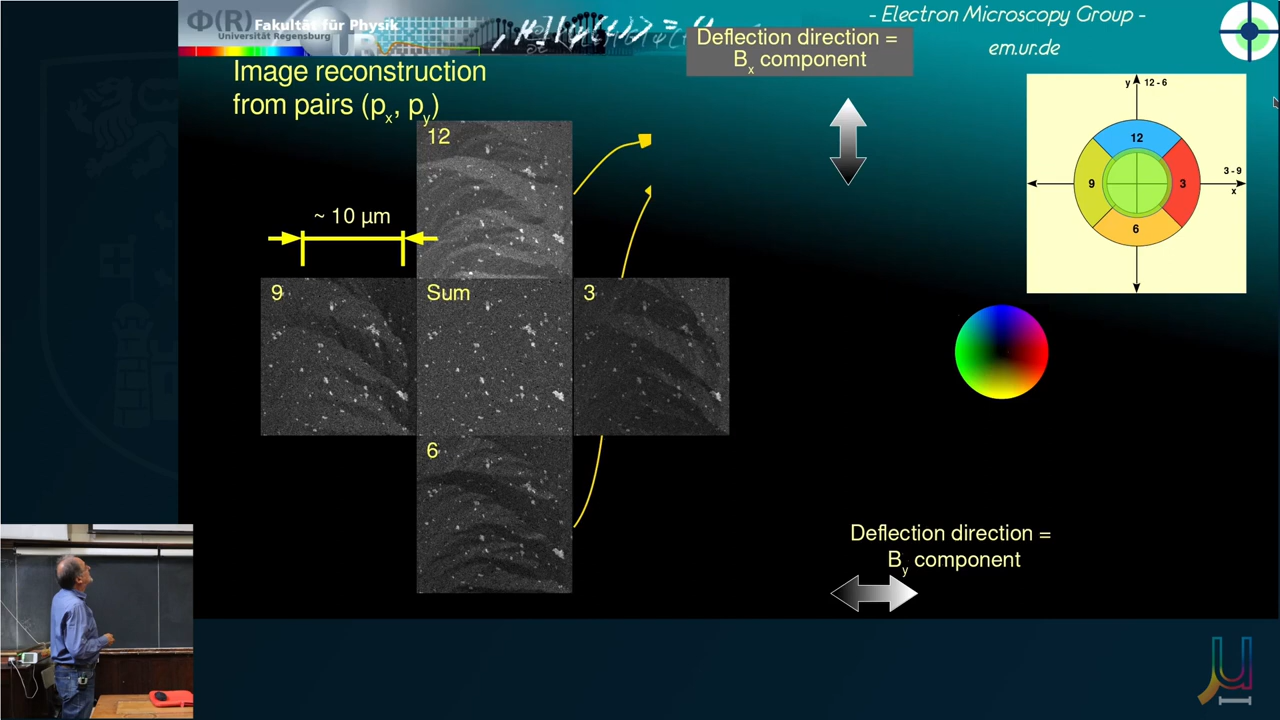 Φ(R) Fakultät für Physik
Universität Regensburg
UR
- Electron Microscopy Group -
em.ur.de
Deflection direction =
Bx component
Image reconstruction
from pairs (px, py)
12
~ 10 µm
9
Sum
3
6
y 12 - 6
12
9
3
3 - 9
x
6
Deflection direction =
By component
µ